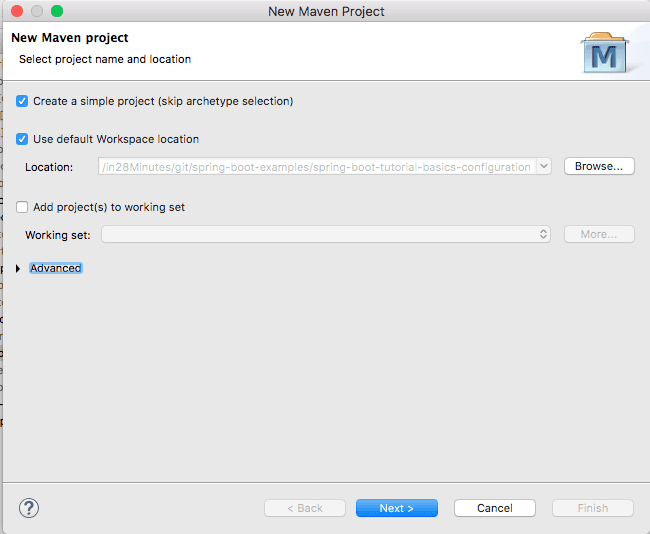 New Maven Project
New Maven project
Select project name and location
M
Create a simple project (skip archetype selection)
Use default Workspace location
Location: /in28Minutes/git/spring-boot-examples/spring-boot-tutorial-basics-configuration Browse...
Add project(s) to working set
Working set: More...
Advanced
? < Back Next > Cancel Finish